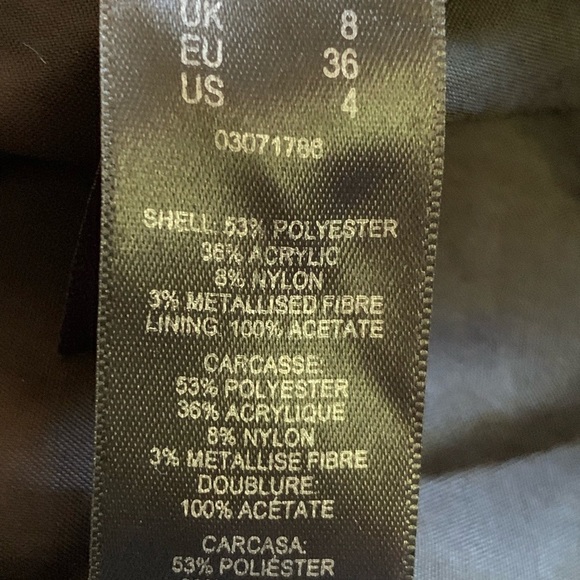 UK 8
EU 36
US 4
03071786
SHELL: 53% POLYESTER
36% ACRYLIC
8% NYLON
3% METALLISED FIBRE
LINING: 100% ACETATE
CARCASSE:
53% POLYESTER
36% ACRYLIQUE
8% NYLON
3% METALLISE FIBRE
DOUBLURE:
100% ACÉTATE
CARCASA:
53% POLIÉSTER